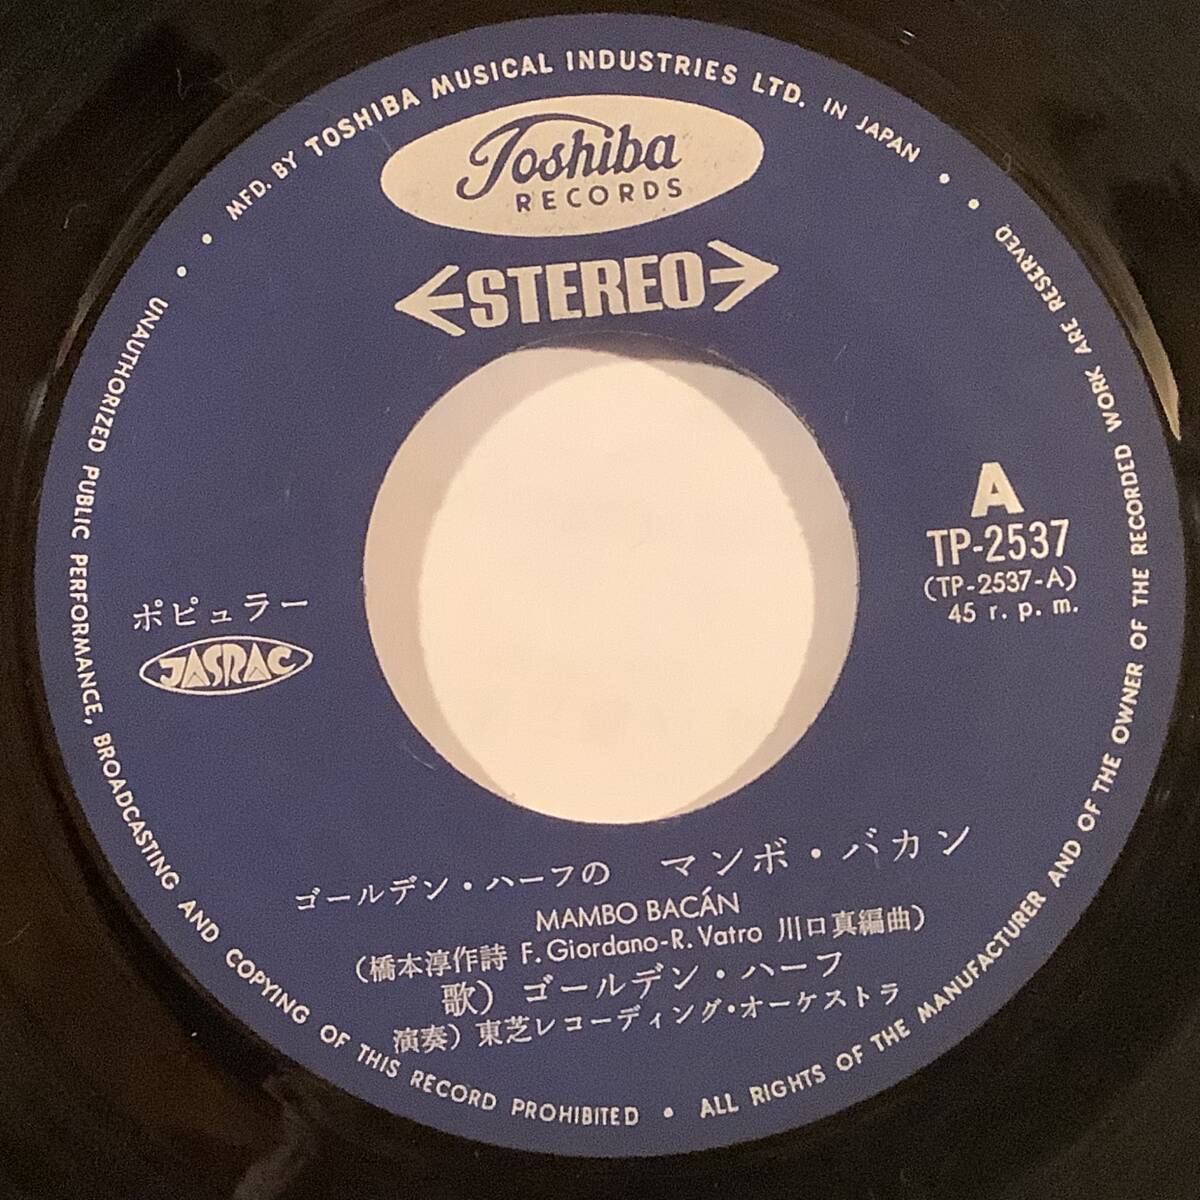 MFD. BY TOSHIBA MUSICAL INDUSTRIES LTD. IN JAPAN
Toshiba
RECORDS
STEREO
A
TP-2537
(TP-2537-A)
45 r.p.m.
ポピュラー
JASRAC
ゴールデン・ハーフの マンボ・バカン
MAMBO BACÁN
(橋本淳作詩 F. Giordano-R. Vatro 川口真編曲)
歌) ゴールデン・ハーフ
演奏) 東芝レコーディング・オーケストラ
UNAUTHORIZED PUBLIC PERFORMANCE, BROADCASTING AND COPYING OF THIS RECORD PROHIBITED • ALL RIGHTS OF THE MANUFACTURER AND OF THE OWNER OF THE RECORDED WORK ARE RESERVED